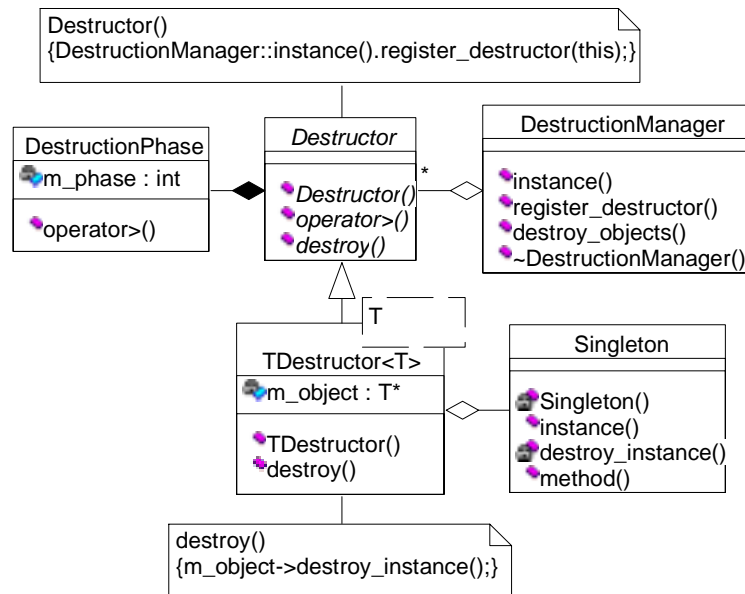 Destructor()
{DestructionManager::instance().register_destructor(this);}
DestructionPhase
m_phase : int
operator>()
Destructor
Destructor()
operator>()
destroy()
*
DestructionManager
instance()
register_destructor()
destroy_objects()
~DestructionManager()
T
TDestructor<T>
m_object : T*
TDestructor()
destroy()
Singleton
Singleton()
instance()
destroy_instance()
method()
destroy()
{m_object->destroy_instance();}